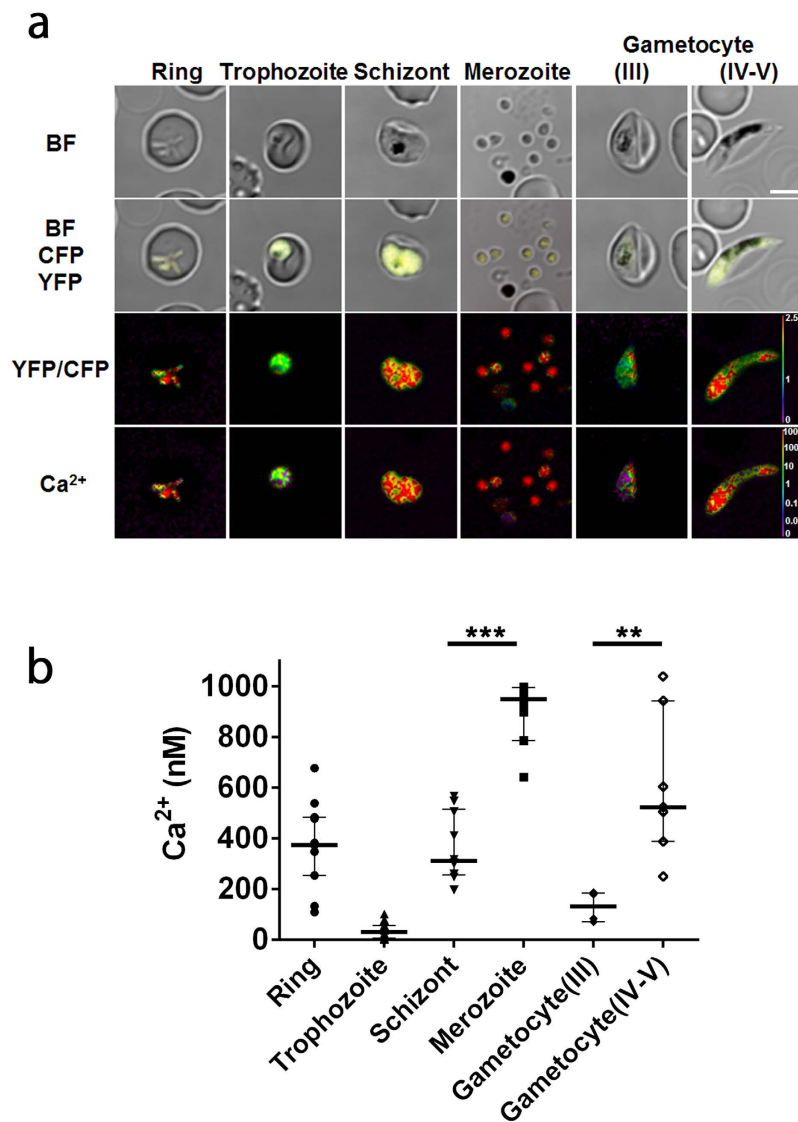 a
Gametocyte
Ring Trophozoite Schizont Merozoite (III) (IV-V)
BF
BF
CFP
YFP
YFP/CFP
2.5
1
0
Ca²⁺
100
10
1
0.1
0.0
0
b
*** **
Ca²⁺ (nM)
1000
800
600
400
200
0
Ring
Trophozoite
Schizont
Merozoite
Gametocyte(III)
Gametocyte(IV-V)